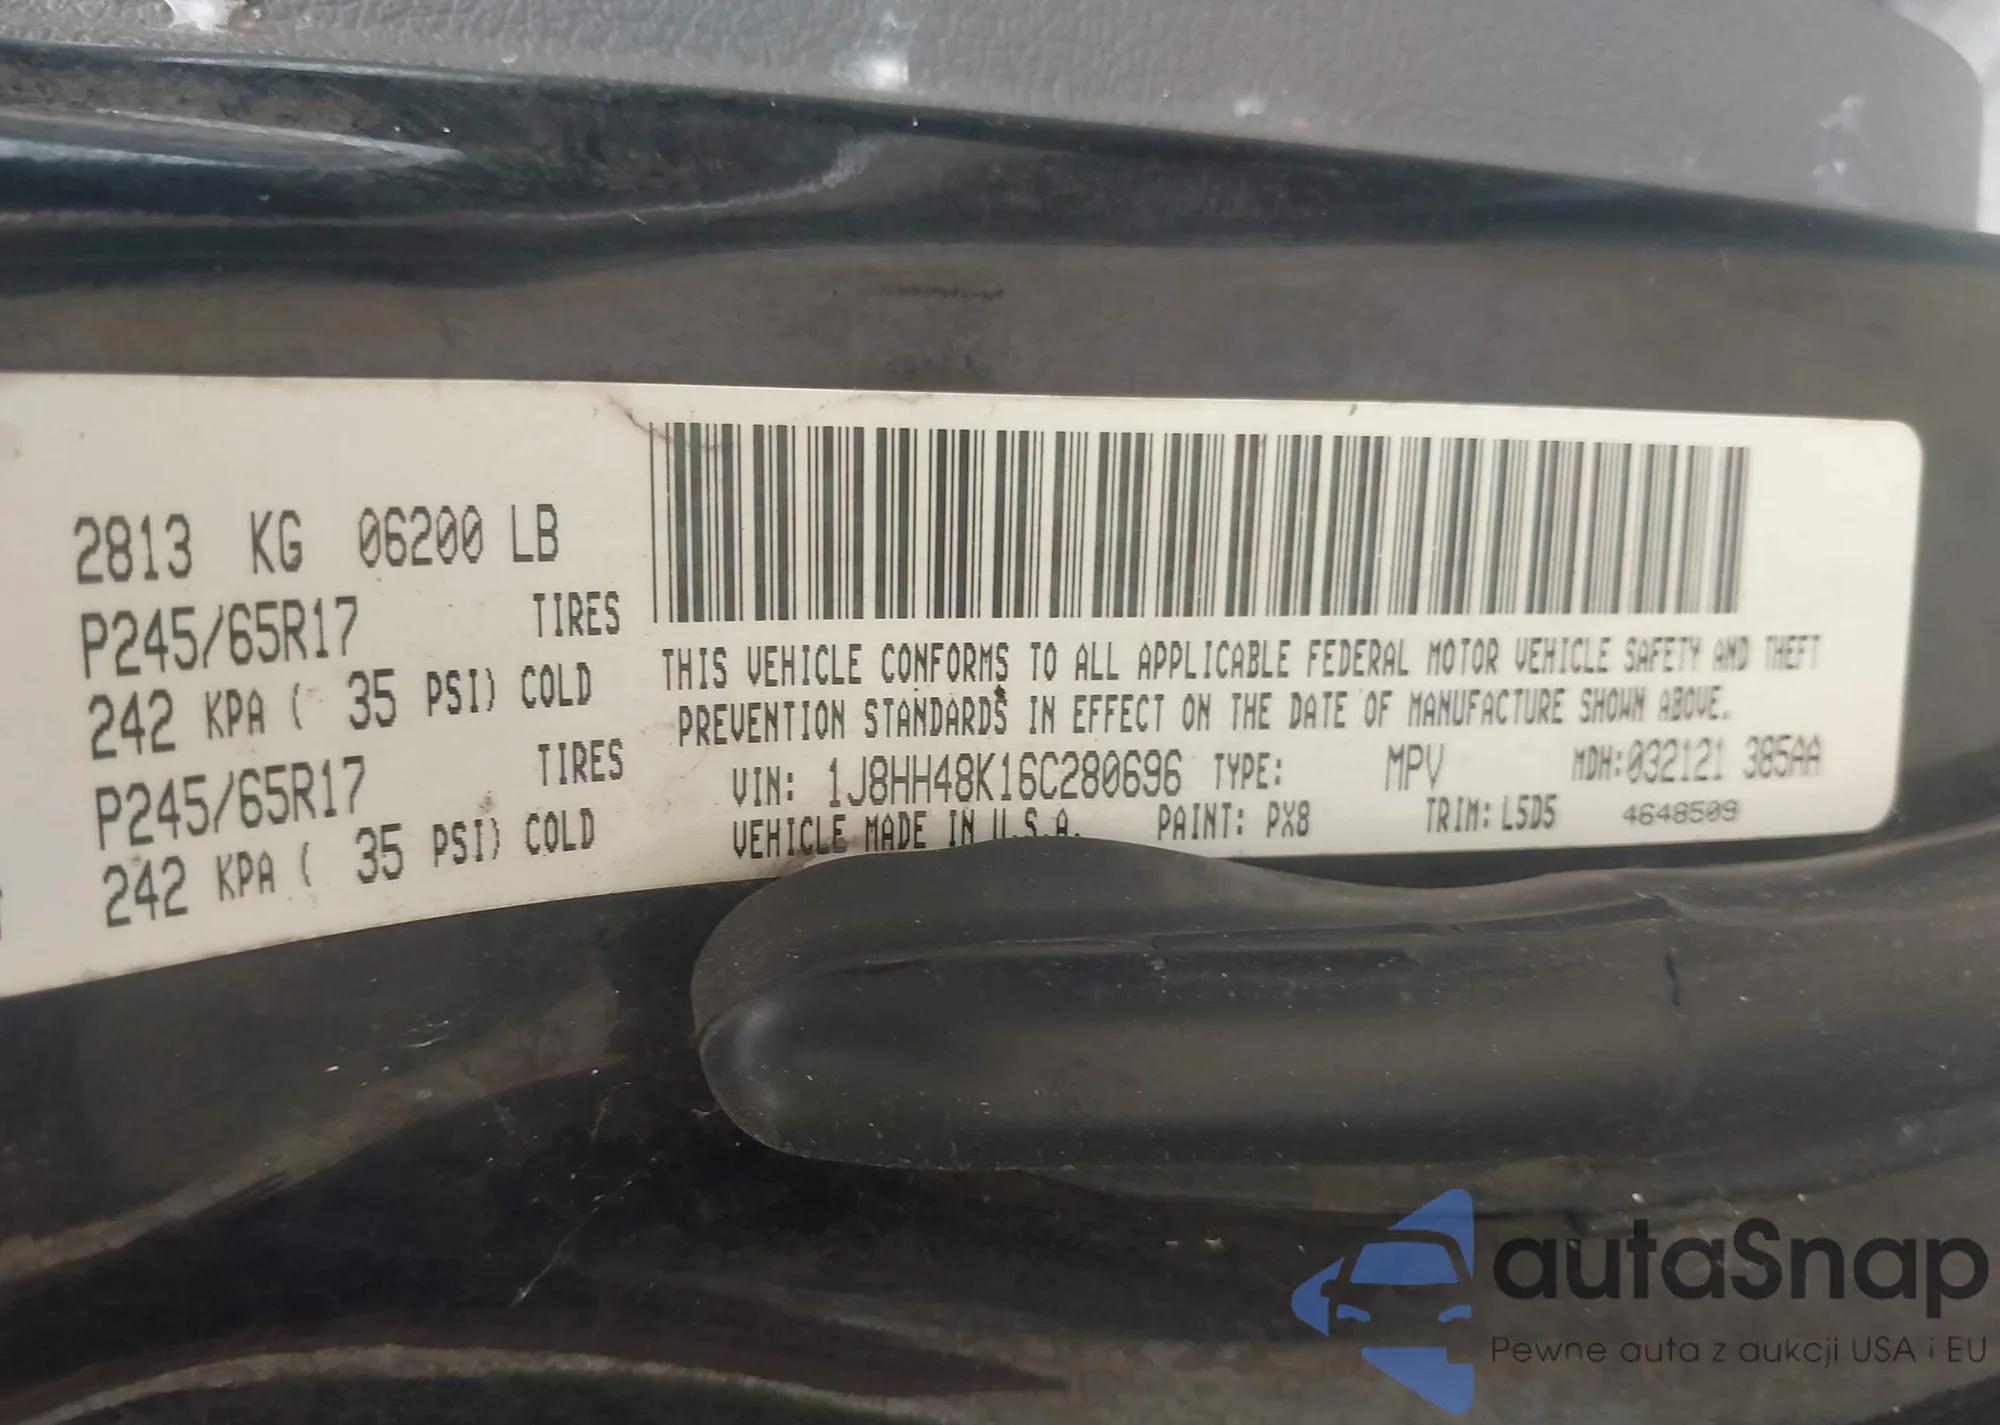 2813 KG 06200 LB
P245/65R17 TIRES
242 KPA ( 35 PSI) COLD
P245/65R17 TIRES
242 KPA ( 35 PSI) COLD
THIS VEHICLE CONFORMS TO ALL APPLICABLE FEDERAL MOTOR VEHICLE SAFETY AND THEFT
PREVENTION STANDARDS IN EFFECT ON THE DATE OF MANUFACTURE SHOWN ABOVE.
VIN: 1J8HH48K16C280696 TYPE: MPV MDH:032121 385AA
VEHICLE MADE IN U.S.A. PAINT: PX8 TRIM: L5D5 4648509
autaSnap
Pewne auta z aukcji USA i EU